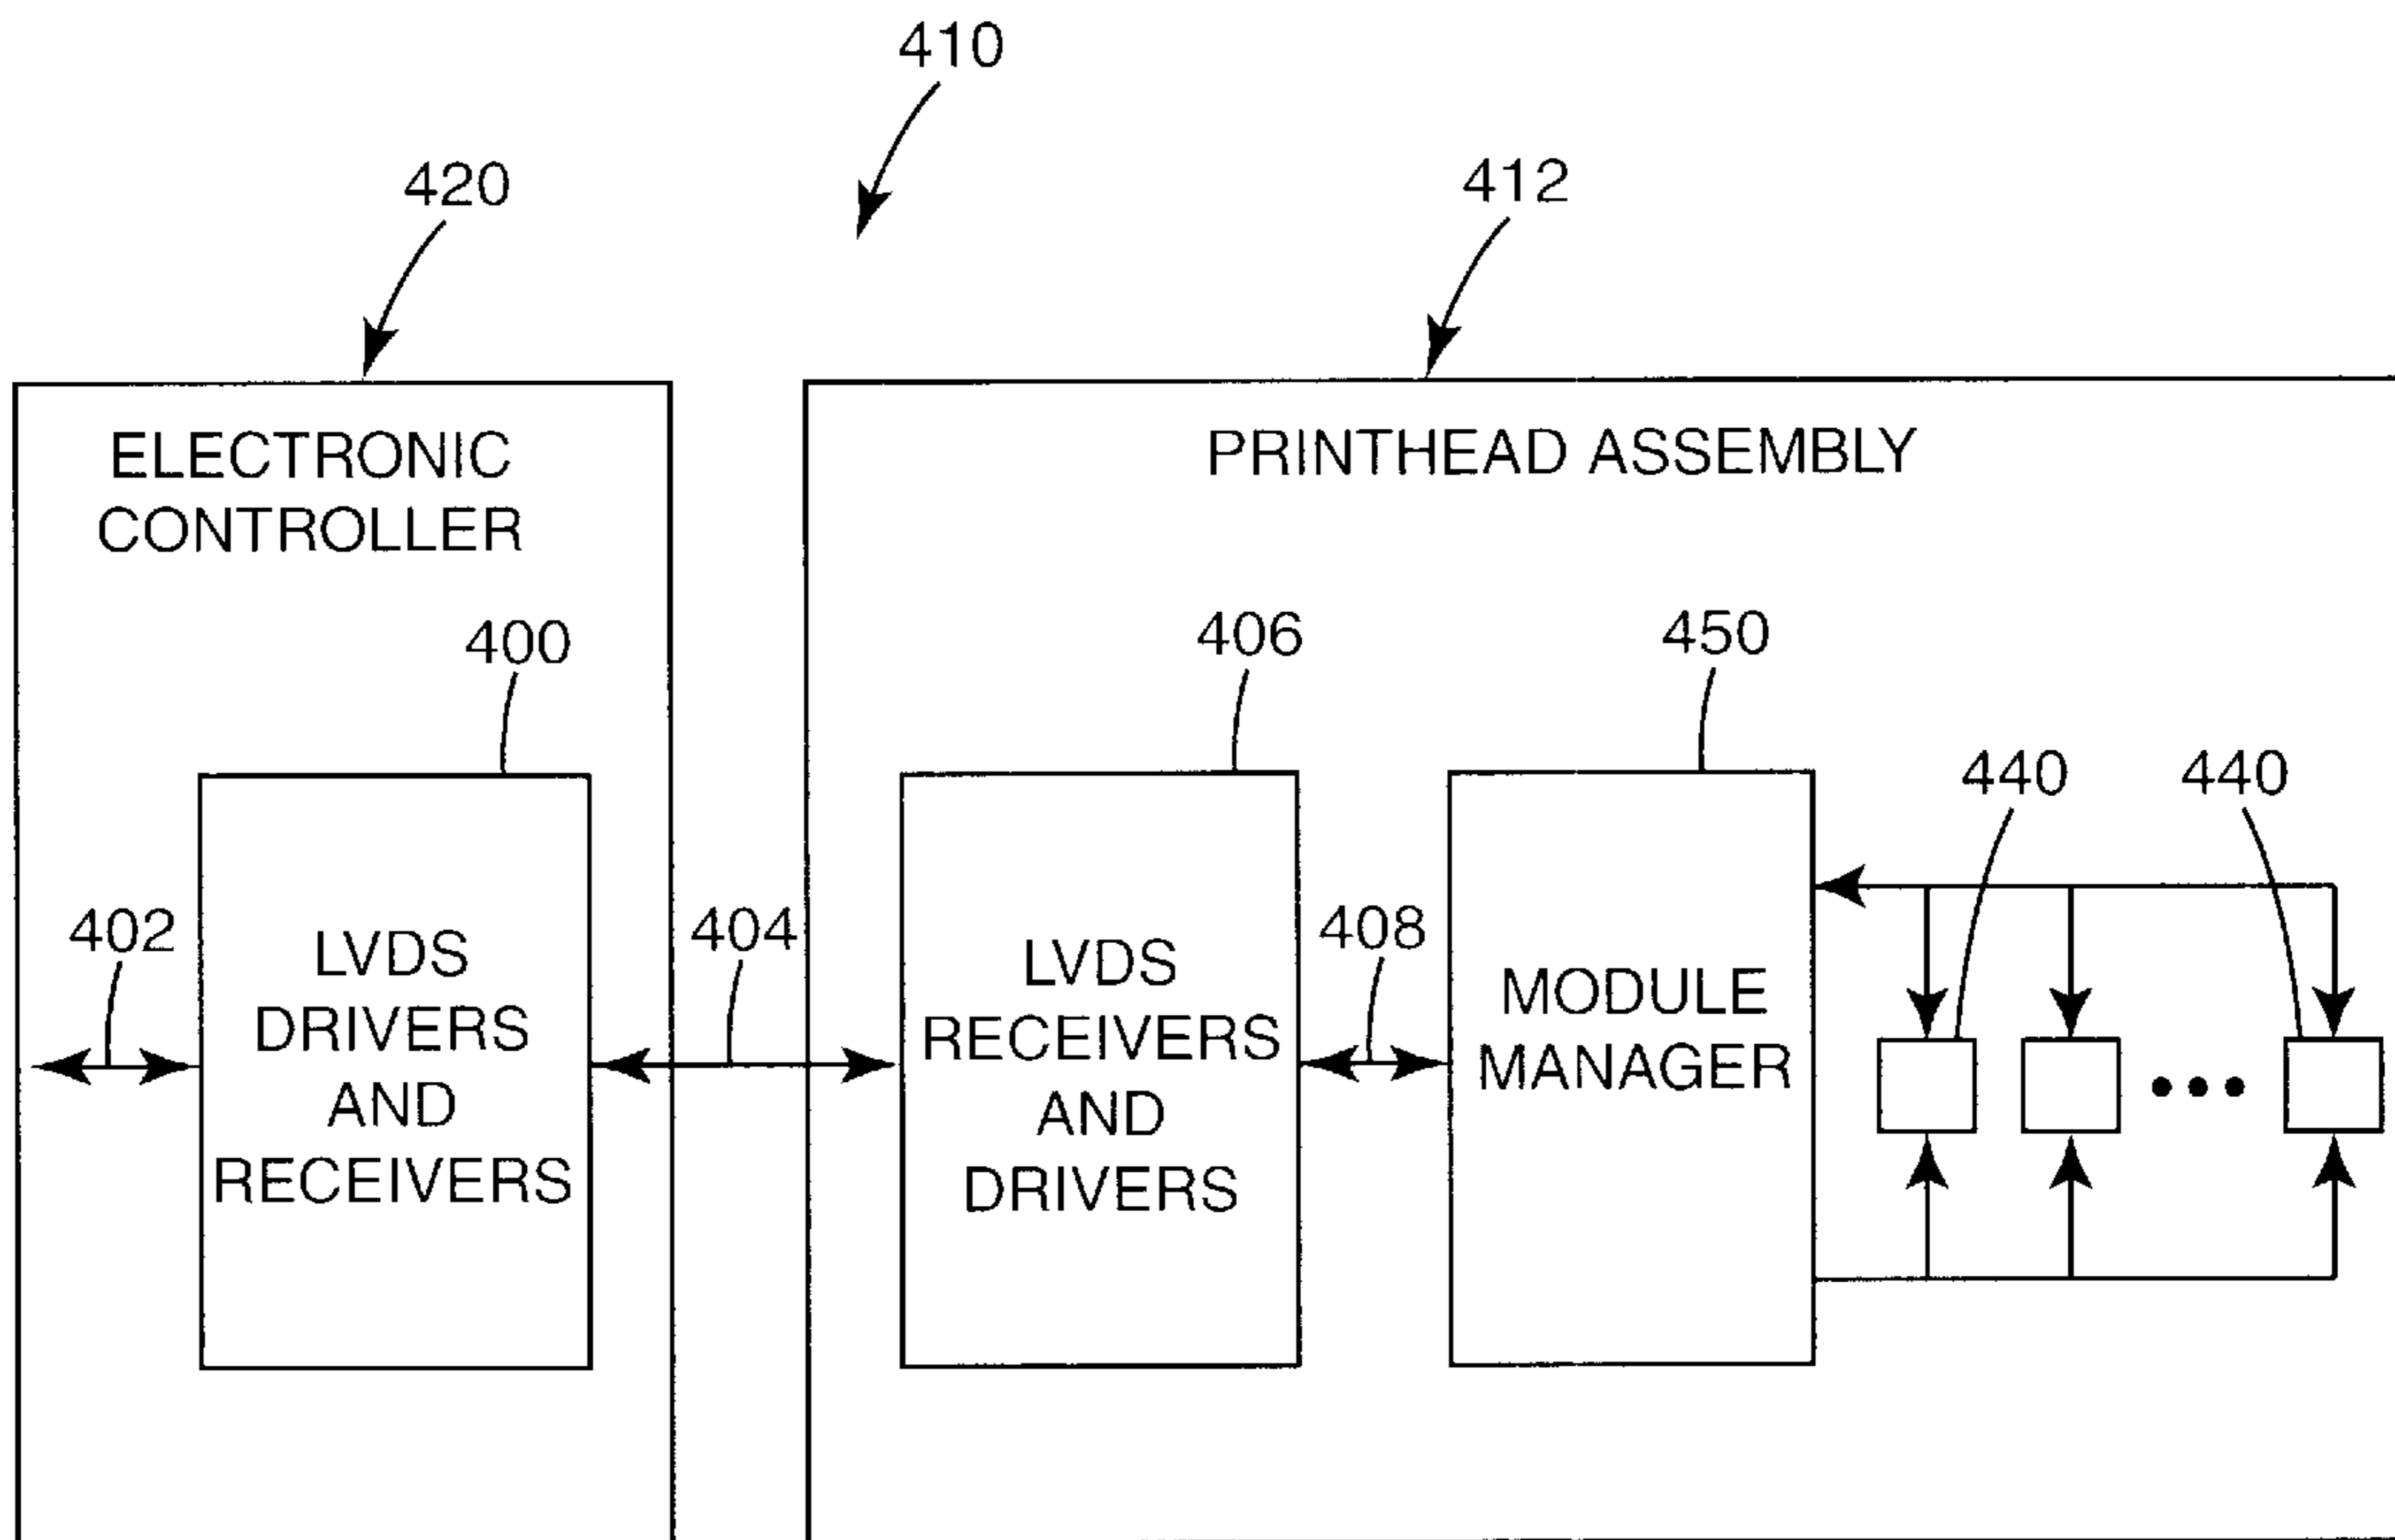 410
420
412
ELECTRONIC
CONTROLLER
PRINTHEAD ASSEMBLY
400
406
450
440
440
402
404
408
LVDS
DRIVERS
AND
RECEIVERS
LVDS
RECEIVERS
AND
DRIVERS
MODULE
MANAGER